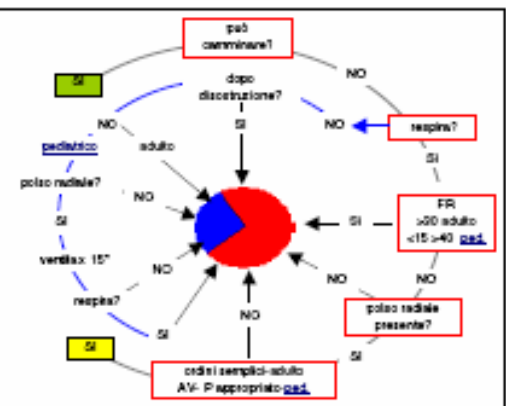 può
camminare?
SI
NO
dopo
disostruzione?
NO
respira?
SI
NO
SI
pediatrico
adulto
polso radiale?
NO
SI
FR
>30 adulto
<15 >40 ped.
SI
ventila x 15"
NO
NO
NO
respira?
polso radiale
presente?
SI
NO
SI
SI
ordini semplici-adulto
AV- P appropriato-ped.